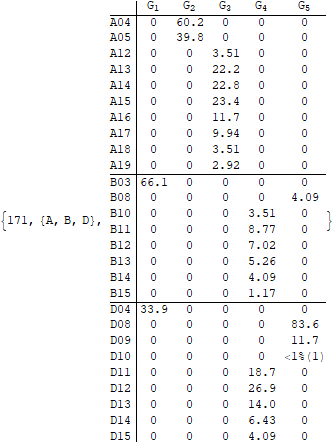 G1 G2 G3 G4 G5
A04 0 60.2 0 0 0
A05 0 39.8 0 0 0
A12 0 0 3.51 0 0
A13 0 0 22.2 0 0
A14 0 0 22.8 0 0
A15 0 0 23.4 0 0
A16 0 0 11.7 0 0
A17 0 0 9.94 0 0
A18 0 0 3.51 0 0
A19 0 0 2.92 0 0
B03 66.1 0 0 0 0
B08 0 0 0 0 4.09
{171, {A, B, D}, B10 0 0 0 3.51 0 }
B11 0 0 0 8.77 0
B12 0 0 0 7.02 0
B13 0 0 0 5.26 0
B14 0 0 0 4.09 0
B15 0 0 0 1.17 0
D04 33.9 0 0 0 0
D08 0 0 0 0 83.6
D09 0 0 0 0 11.7
D10 0 0 0 0 <1%(1)
D11 0 0 0 18.7 0
D12 0 0 0 26.9 0
D13 0 0 0 14.0 0
D14 0 0 0 6.43 0
D15 0 0 0 4.09 0